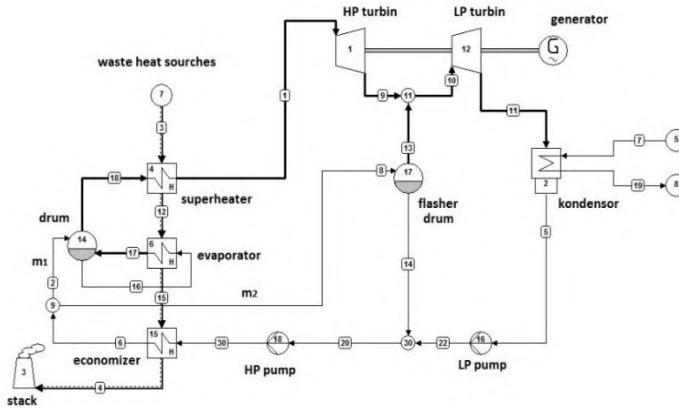 HP turbin
LP turbin
generator
1
12
G
~
waste heat sourches
7
1
9
11
10
11
3
13
7
5
4
H
18
superheater
8
17
2
19
8
12
flasher
drum
kondensor
drum
14
6
H
17
evaporator
m1
16
14
5
2
15
m2
9
15
H
6
30
18
20
30
22
16
economizer
HP pump
LP pump
3
4
stack